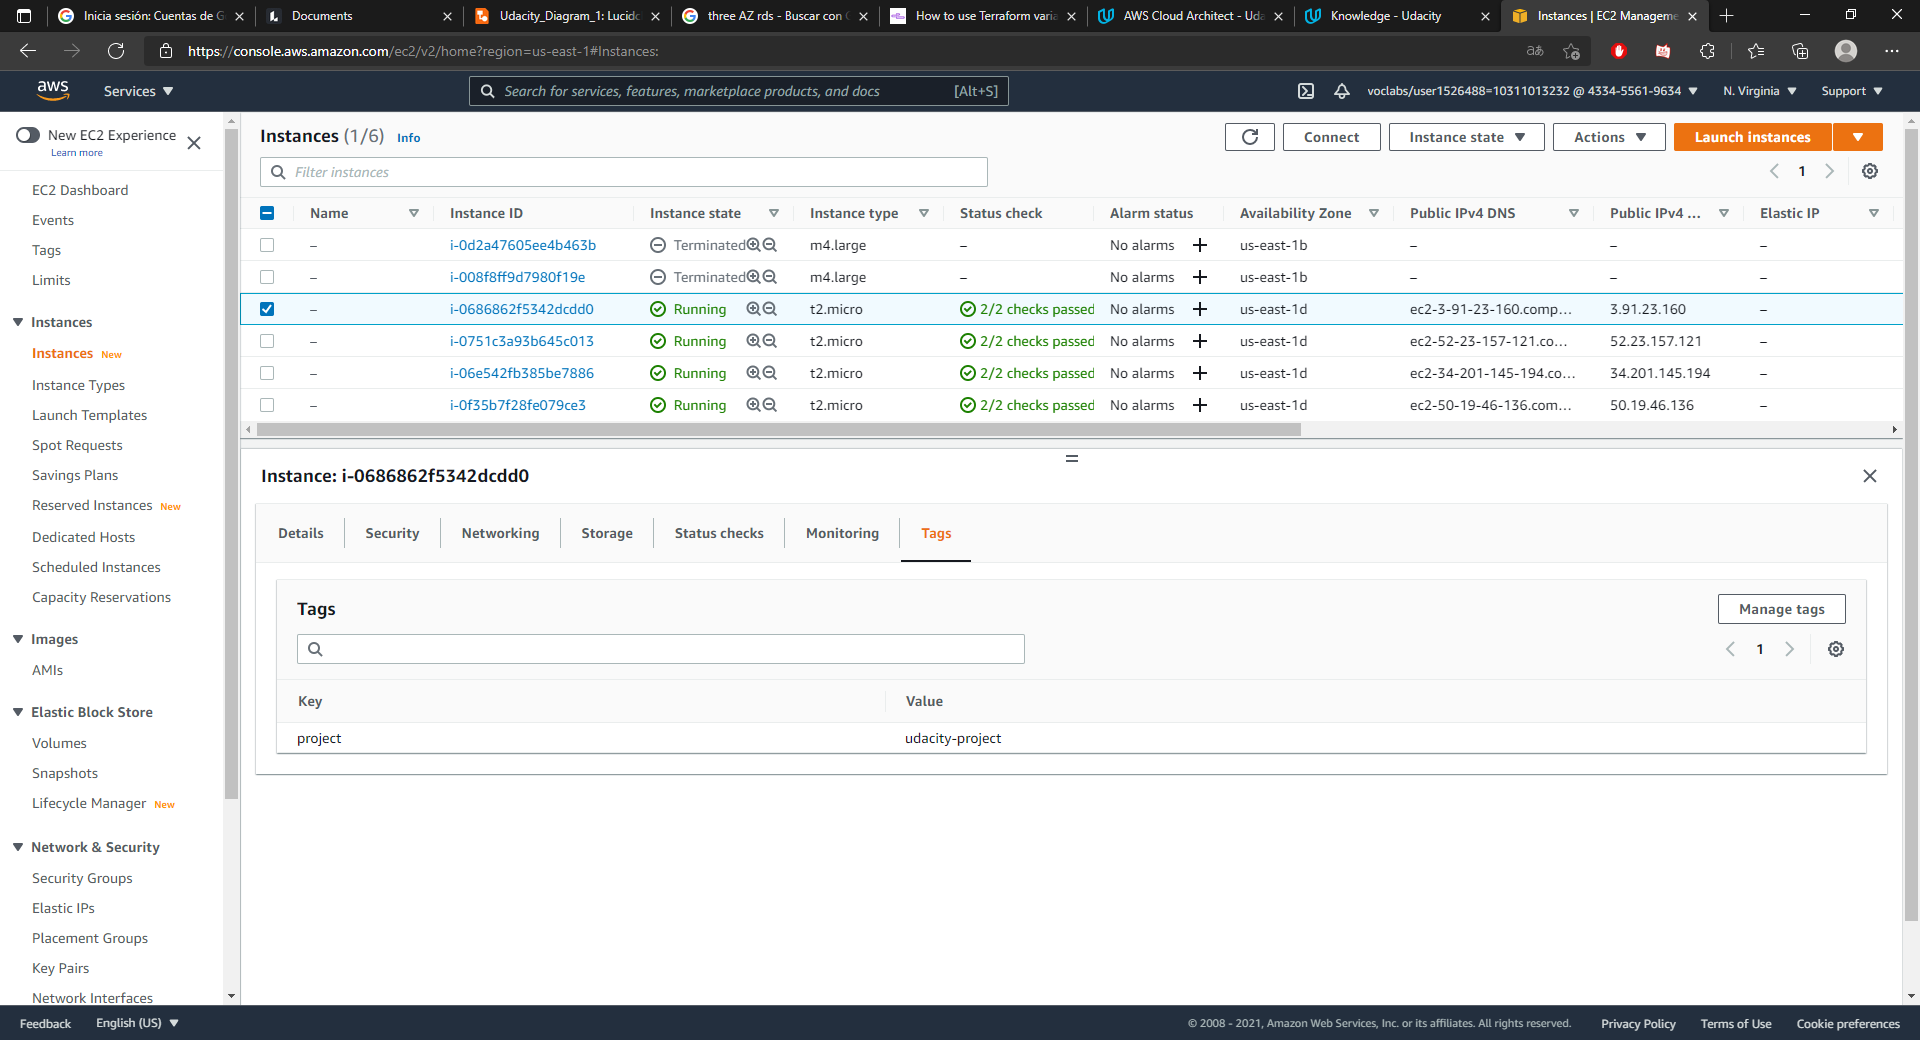 Inicia sesión: Cuentas de G
Documents
Udacity_Diagram_1: Lucidc
three AZ rds - Buscar con G
How to use Terraform varia
AWS Cloud Architect - Uda
Knowledge - Udacity
Instances | EC2 Manageme
https://console.aws.amazon.com/ec2/v2/home?region=us-east-1#Instances:
aws
Services
Search for services, features, marketplace products, and docs
[Alt+S]
voclabs/user1526488=10311013232 @ 4334-5561-9634
N. Virginia
Support
New EC2 Experience
Learn more
EC2 Dashboard
Events
Tags
Limits
Instances
Instances New
Instance Types
Launch Templates
Spot Requests
Savings Plans
Reserved Instances New
Dedicated Hosts
Scheduled Instances
Capacity Reservations
Images
AMIs
Elastic Block Store
Volumes
Snapshots
Lifecycle Manager New
Network & Security
Security Groups
Elastic IPs
Placement Groups
Key Pairs
Network Interfaces
Instances (1/6) Info
Connect
Instance state
Actions
Launch instances
Filter instances
1
Name Instance ID Instance state Instance type Status check Alarm status Availability Zone Public IPv4 DNS Public IPv4 ... Elastic IP
– i-0d2a47605ee4b463b Terminated m4.large – No alarms + us-east-1b – – –
– i-008f8ff9d7980f19e Terminated m4.large – No alarms + us-east-1b – – –
– i-0686862f5342dcdd0 Running t2.micro 2/2 checks passed No alarms + us-east-1d ec2-3-91-23-160.comp... 3.91.23.160 –
– i-0751c3a93b645c013 Running t2.micro 2/2 checks passed No alarms + us-east-1d ec2-52-23-157-121.co... 52.23.157.121 –
– i-06e542fb385be7886 Running t2.micro 2/2 checks passed No alarms + us-east-1d ec2-34-201-145-194.co... 34.201.145.194 –
– i-0f35b7f28fe079ce3 Running t2.micro 2/2 checks passed No alarms + us-east-1d ec2-50-19-46-136.com... 50.19.46.136 –
Instance: i-0686862f5342dcdd0
Details
Security
Networking
Storage
Status checks
Monitoring
Tags
Tags
Manage tags
1
Key Value
project udacity-project
Feedback
English (US)
© 2008 - 2021, Amazon Web Services, Inc. or its affiliates. All rights reserved.
Privacy Policy
Terms of Use
Cookie preferences